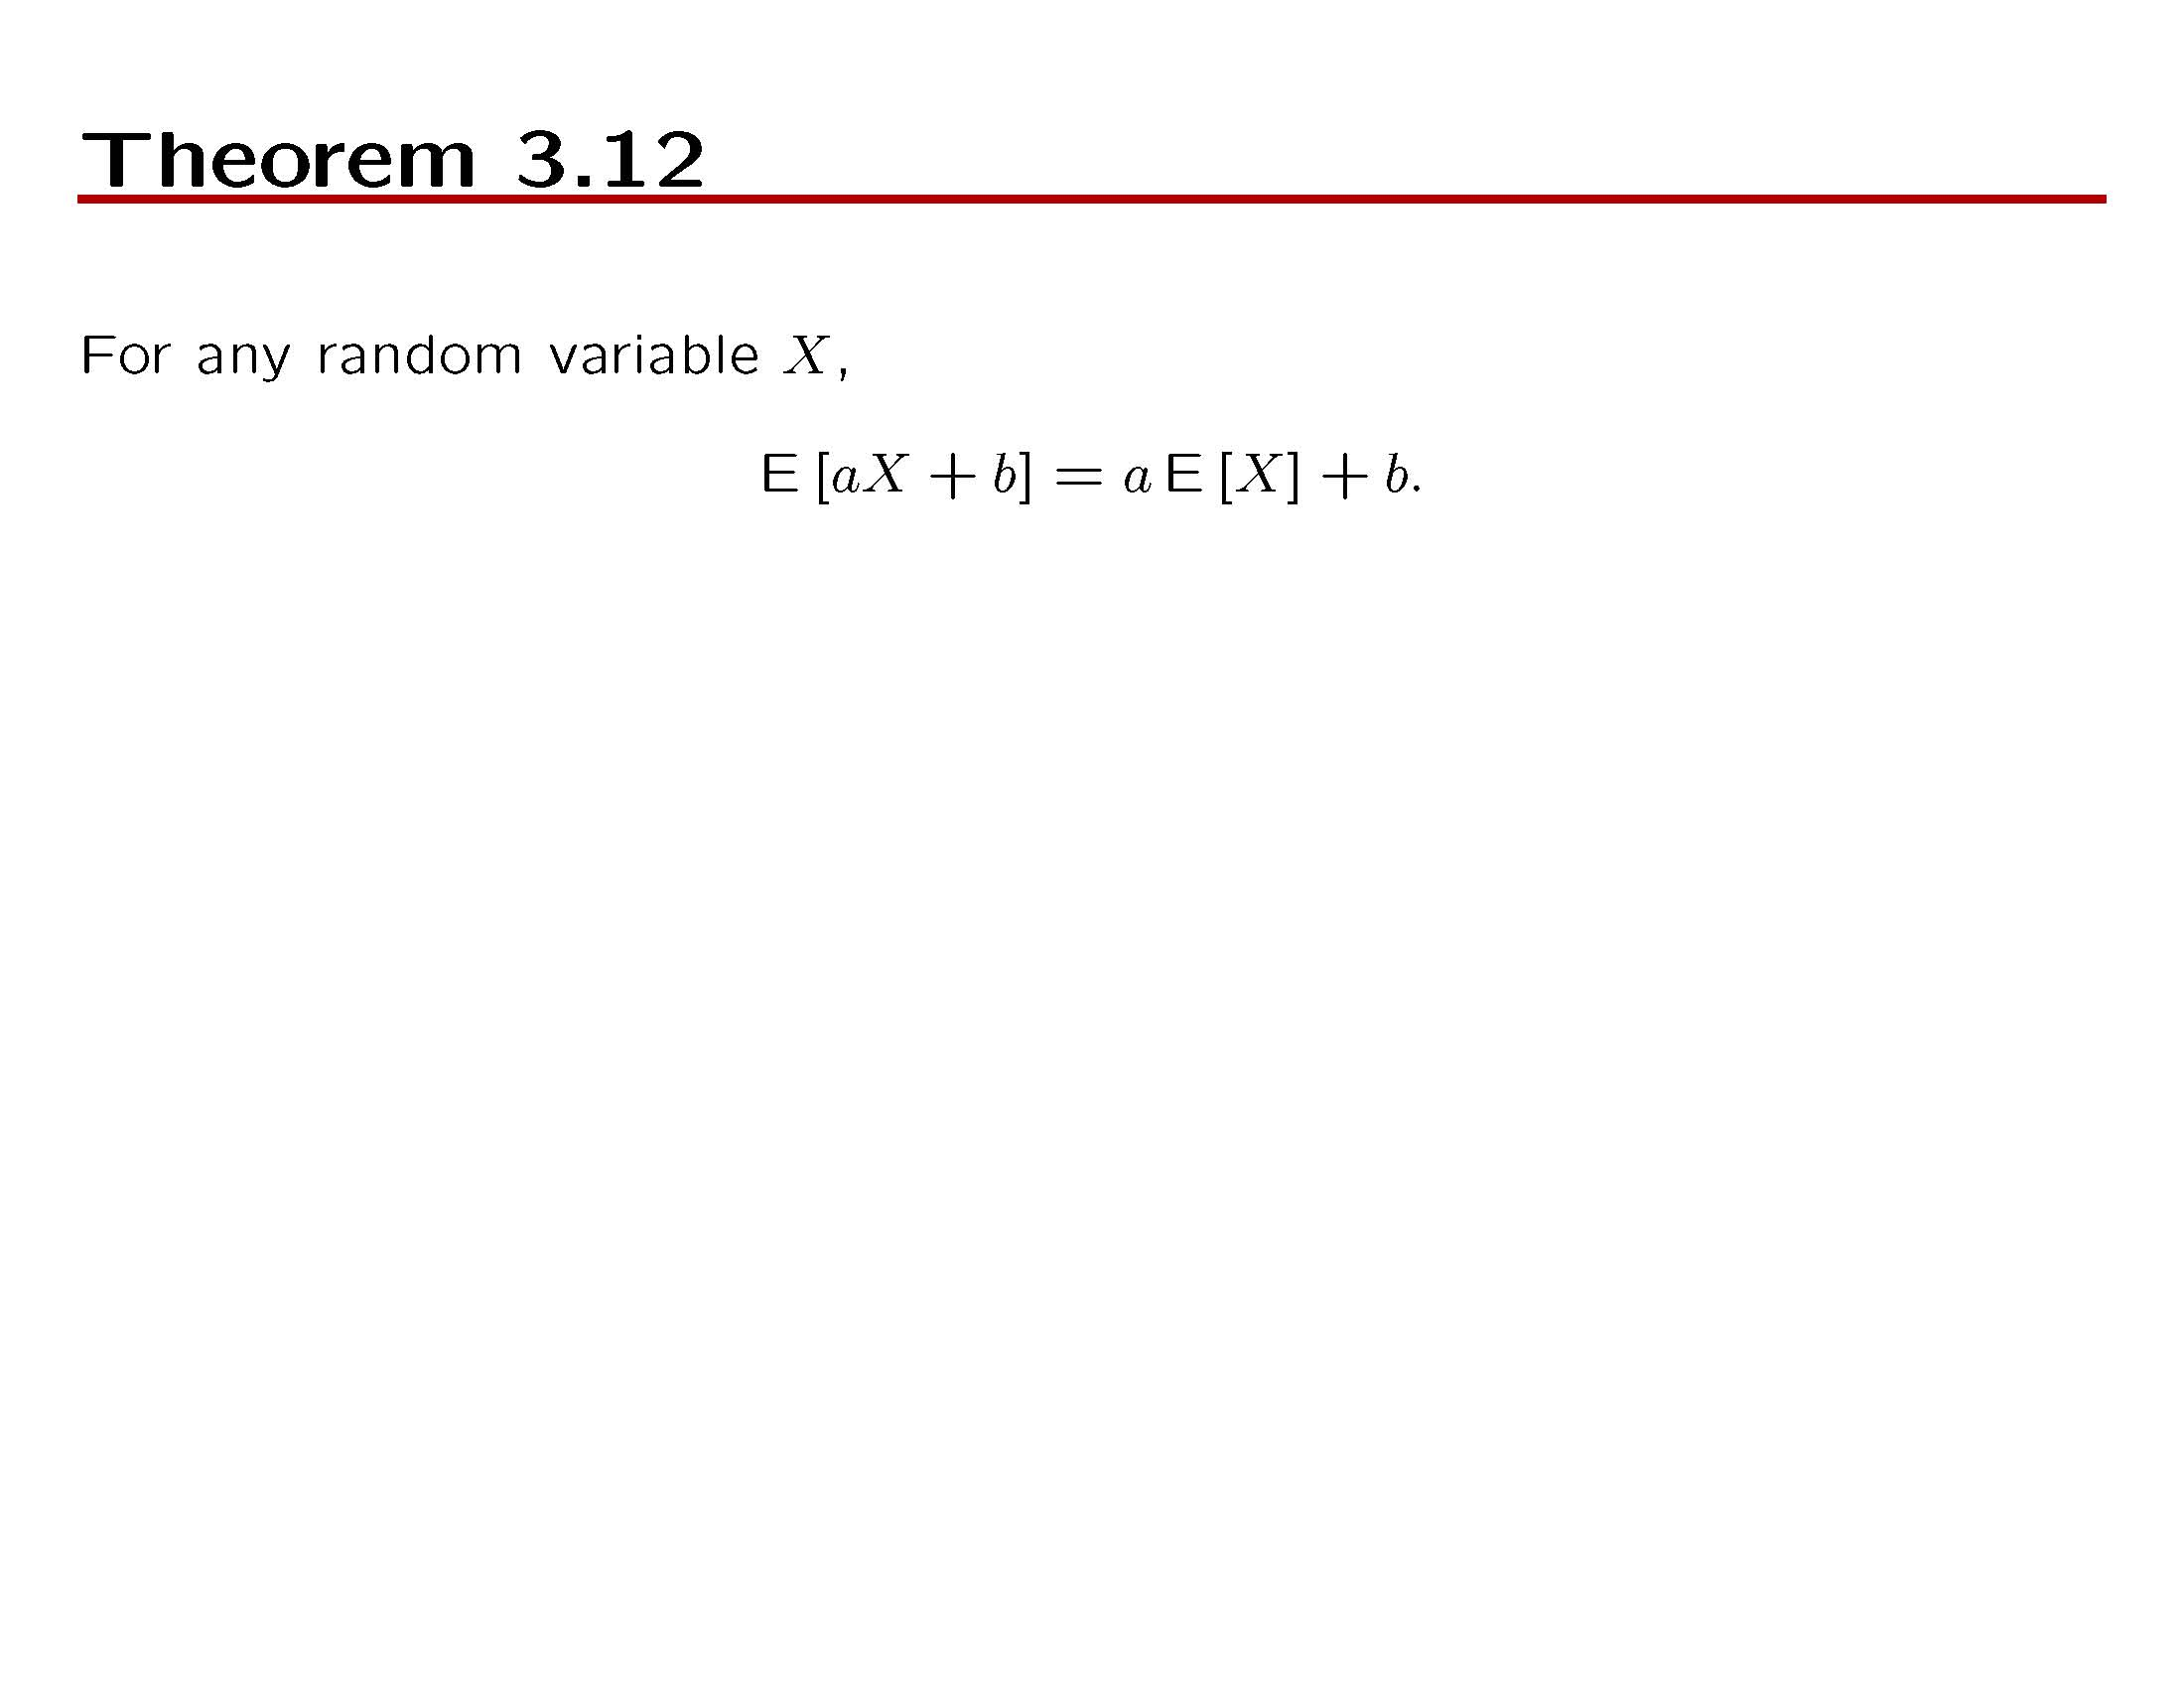 Theorem 3.12
For any random variable X,
E [aX + b] = a E [X] + b.